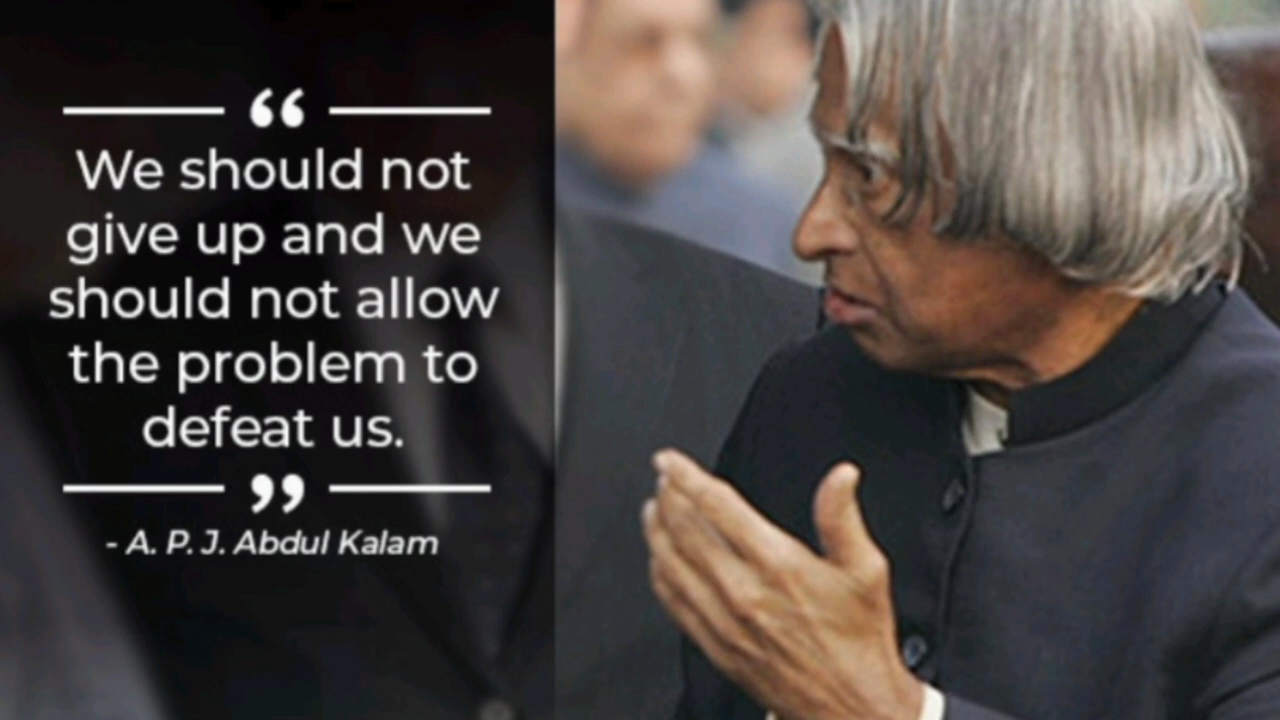 “
We should not
give up and we
should not allow
the problem to
defeat us.
”
- A. P. J. Abdul Kalam